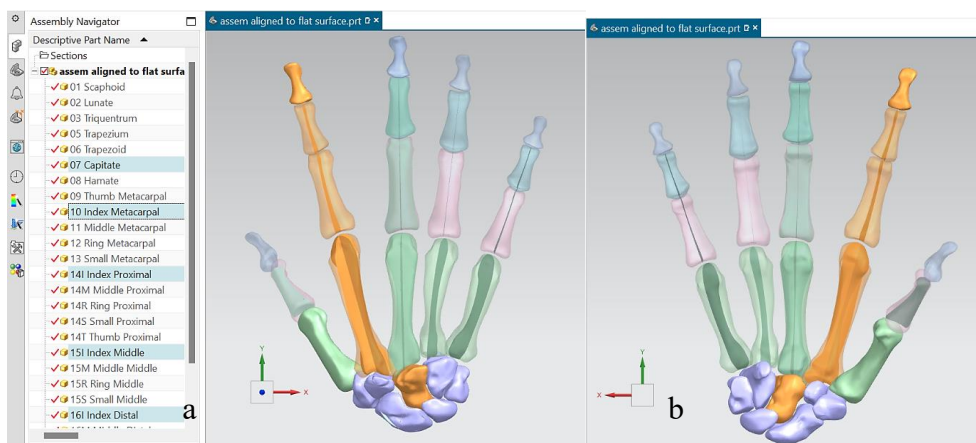 Assembly Navigator
Descriptive Part Name
Sections
assem aligned to flat surfa
01 Scaphoid
02 Lunate
03 Triquentrum
05 Trapezium
06 Trapezoid
07 Capitate
08 Hamate
09 Thumb Metacarpal
10 Index Metacarpal
11 Middle Metacarpal
12 Ring Metacarpal
13 Small Metacarpal
14I Index Proximal
14M Middle Proximal
14R Ring Proximal
14S Small Proximal
14T Thumb Proximal
15I Index Middle
15M Middle Middle
15R Ring Middle
15S Small Middle
16I Index Distal
a
assem aligned to flat surface.prt
Y
X
assem aligned to flat surface.prt
Y
X
b